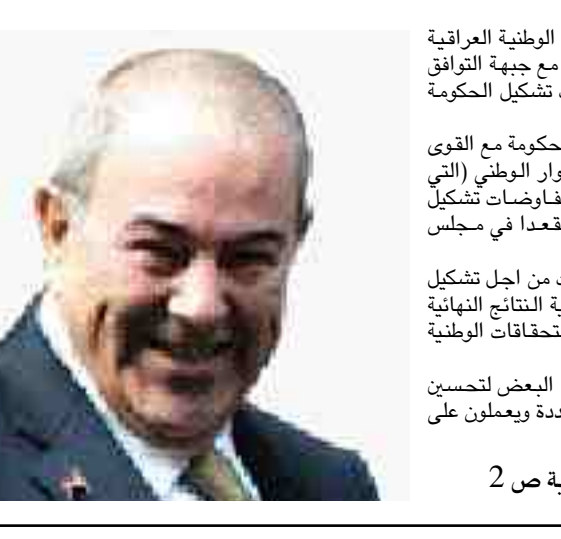 الوطنية العراقية
مع جبهة التوافق
تشكيل الحكومة
حكومة مع القوى
وار الوطني (التي
فاوضات تشكيل
قعدا في مجلس
من اجل تشكيل
ية النتائج النهائية
تحقاقات الوطنية
البعض لتحسين
ددة ويعملون على
ية ص 2